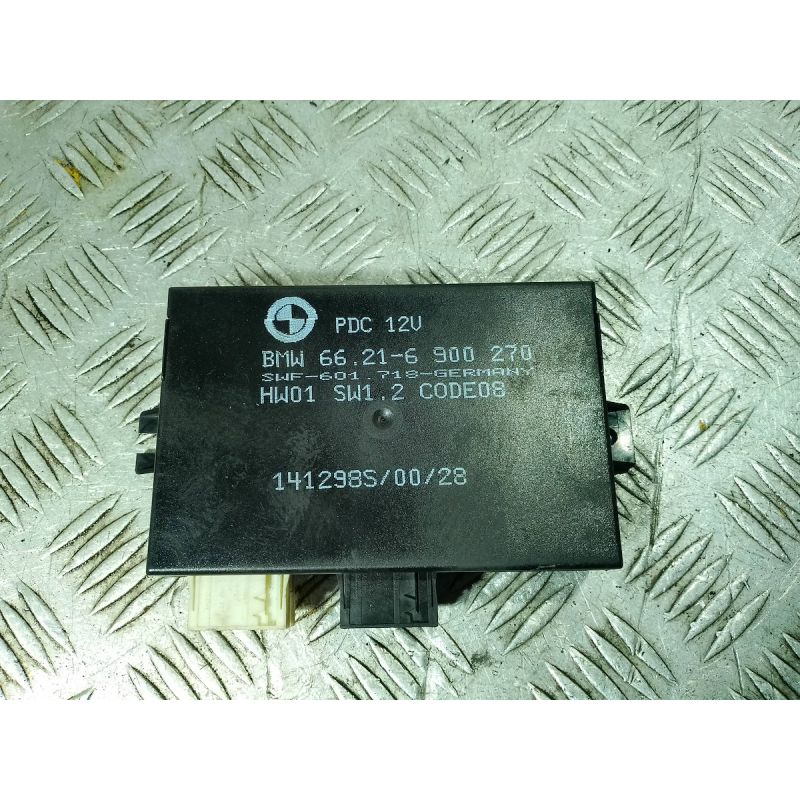 PDC 12V
BMW 66.21-6 900 270
SWF-601 718-GERMANY
HW01 SW1.2 CODE08
141298S/00/28